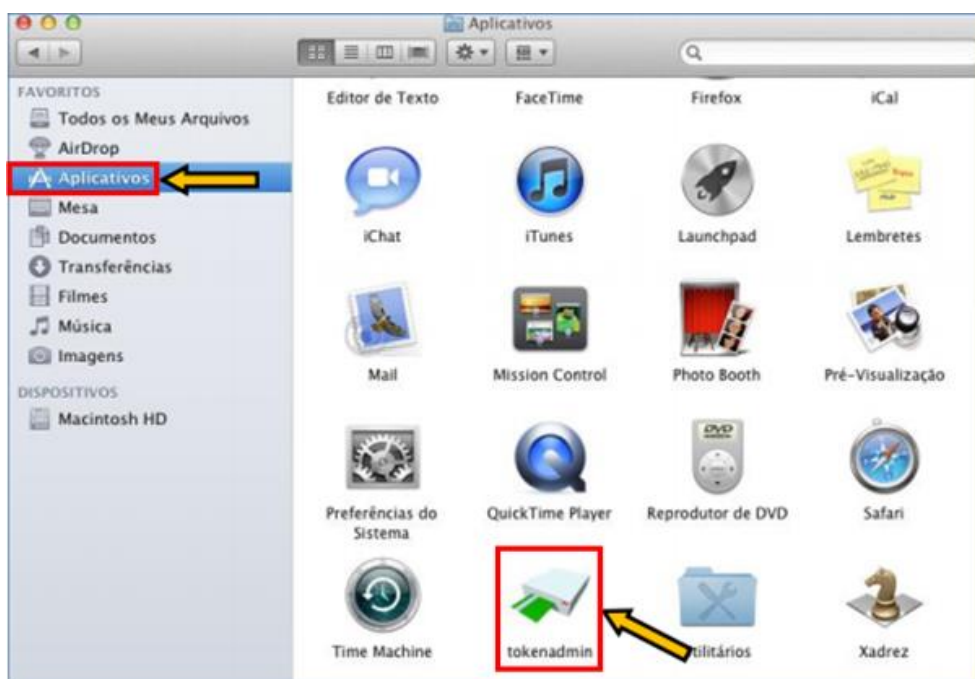 Aplicativos
FAVORITOS
Todos os Meus Arquivos
AirDrop
Aplicativos
Mesa
Documentos
Transferências
Filmes
Música
Imagens
DISPOSITIVOS
Macintosh HD
Editor de Texto
FaceTime
Firefox
iCal
iChat
iTunes
Launchpad
Lembretes
Mail
Mission Control
Photo Booth
Pré-Visualização
Preferências do
Sistema
QuickTime Player
DVD
Reprodutor de DVD
Safari
Time Machine
tokenadmin
tilitários
Xadrez